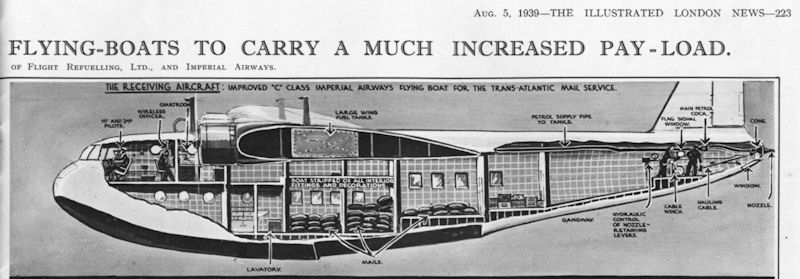 AUG. 5, 1939—THE ILLUSTRATED LONDON NEWS—223
FLYING-BOATS TO CARRY A MUCH INCREASED PAY-LOAD.
OF FLIGHT REFUELLING, LTD., AND IMPERIAL AIRWAYS.
THE RECEIVING AIRCRAFT: IMPROVED "C" CLASS IMPERIAL AIRWAYS FLYING BOAT FOR THE TRANS-ATLANTIC MAIL SERVICE.
1ST AND 2ND
PILOTS.
WIRELESS
OFFICER.
CHARTROOM
LARGE WING
FUEL TANKS.
PETROL SUPPLY PIPE
TO TANKS.
FLAG SIGNAL
WINDOW.
MAIN PETROL
COCK.
CONE.
BOAT STRIPPED OF ALL INTERIOR
FITTINGS AND DECORATIONS
LAVATORY.
MAILS.
GANGWAY.
HYDRAULIC
CONTROL
OF NOZZLE-
RETAINING
LEVERS.
CABLE
WINCH.
HAULING
CABLE.
WINDOW.
NOZZLE.